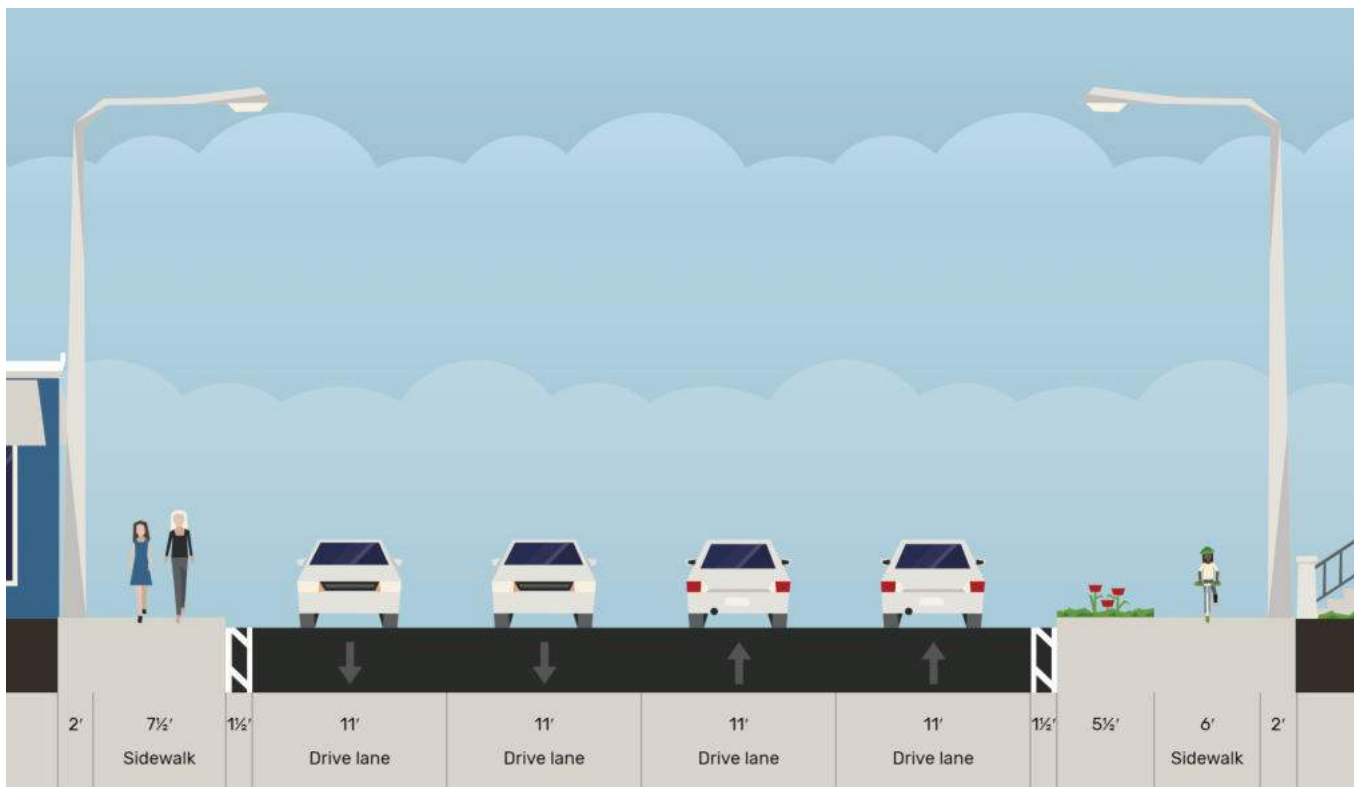 2′ 7½′ 1½′ 11′ 11′ 11′ 11′ 1½′ 5½′ 6′ 2′
Sidewalk Drive lane Drive lane Drive lane Drive lane Sidewalk